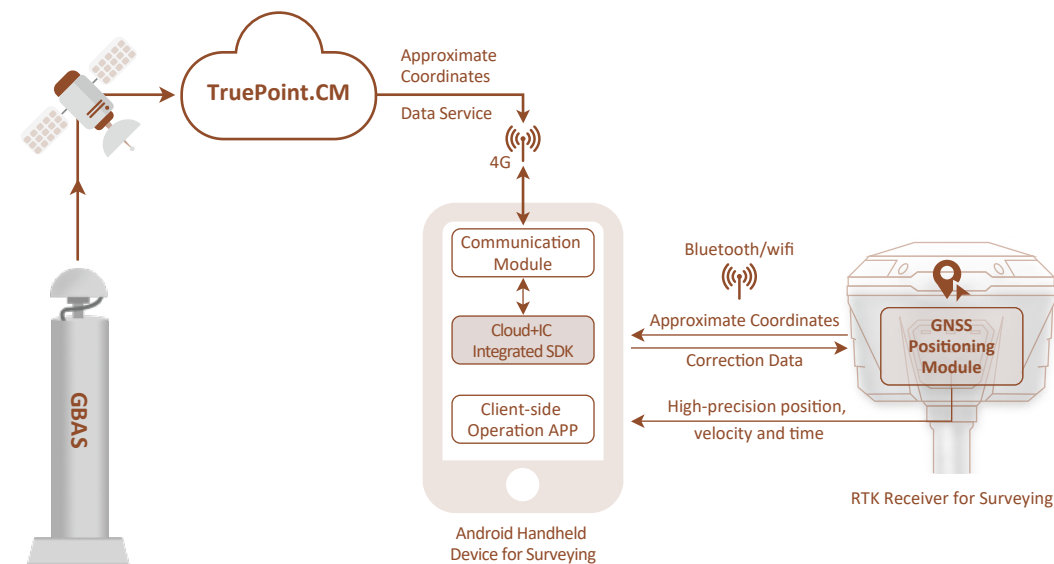 TruePoint.CM
Approximate
Coordinates
Data Service
4G
GBAS
Communication
Module
Cloud+IC
Integrated SDK
Client-side
Operation APP
Android Handheld
Device for Surveying
Bluetooth/wifi
Approximate Coordinates
Correction Data
High-precision position,
velocity and time
GNSS
Positioning
Module
RTK Receiver for Surveying